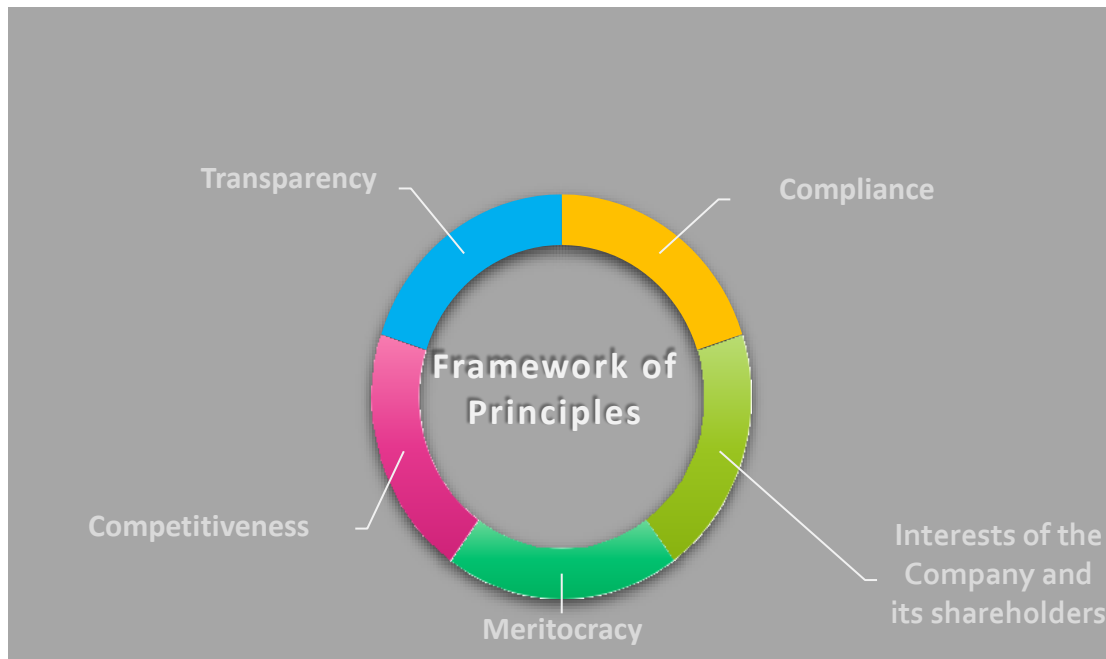 Transparency
Compliance
Framework of
Principles
Competitiveness
Interests of the
Company and
its shareholders
Meritocracy